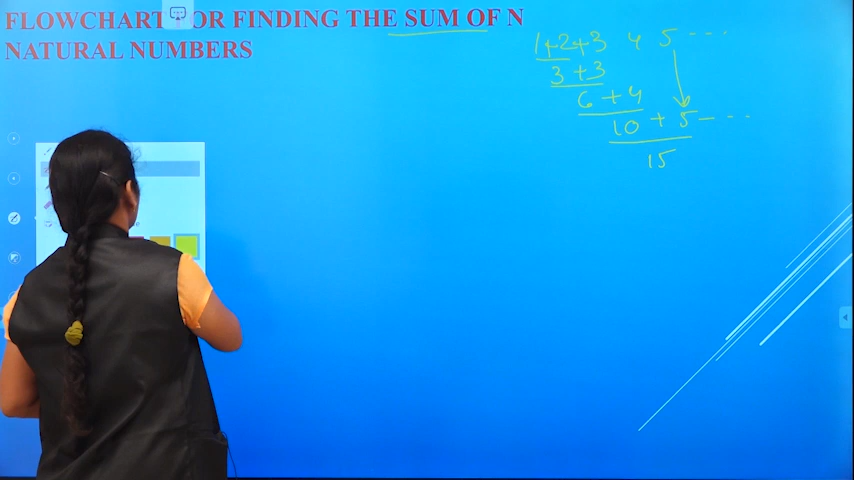 FLOWCHART FOR FINDING THE SUM OF N
NATURAL NUMBERS
1+2+3 4 5 ...
3 +3
6 + 4
10 + 5 - ...
15